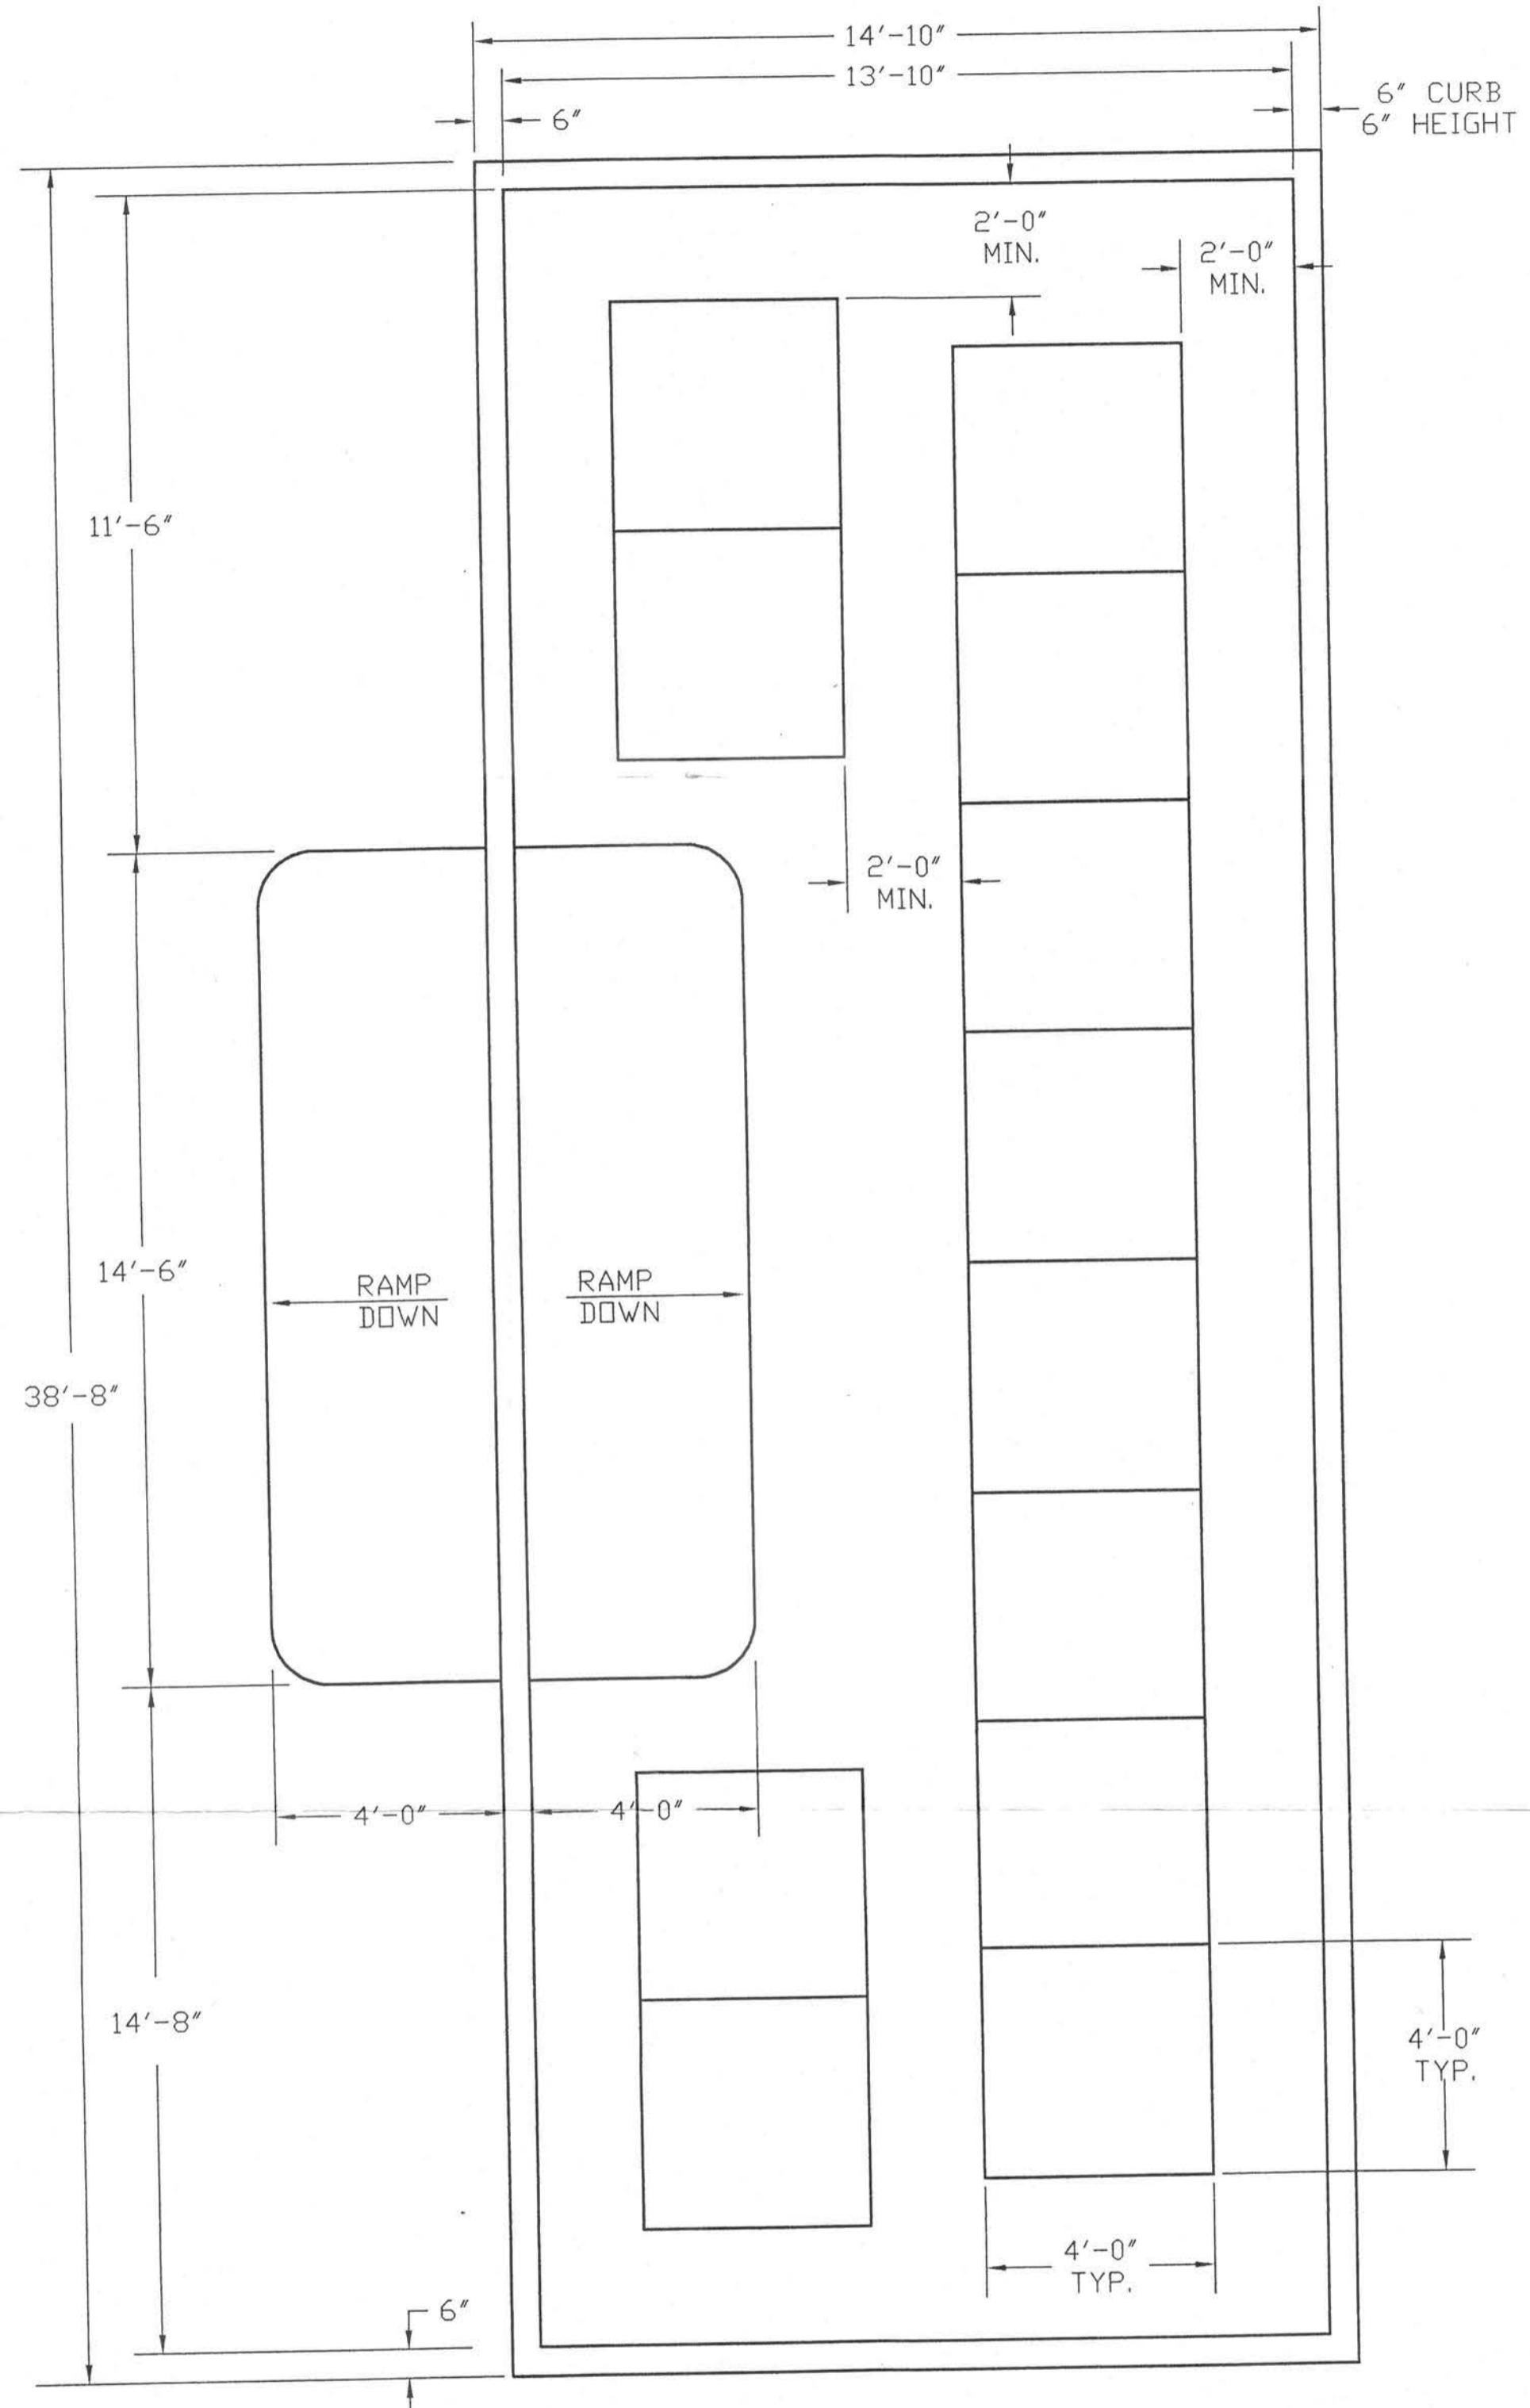 14'-10"
13'-10"
6"
6" CURB
6" HEIGHT
2'-0"
MIN.
2'-0"
MIN.
11'-6"
2'-0"
MIN.
14'-6"
RAMP
DOWN
RAMP
DOWN
38'-8"
4'-0"
4'-0"
14'-8"
4'-0"
TYP.
4'-0"
TYP.
6"